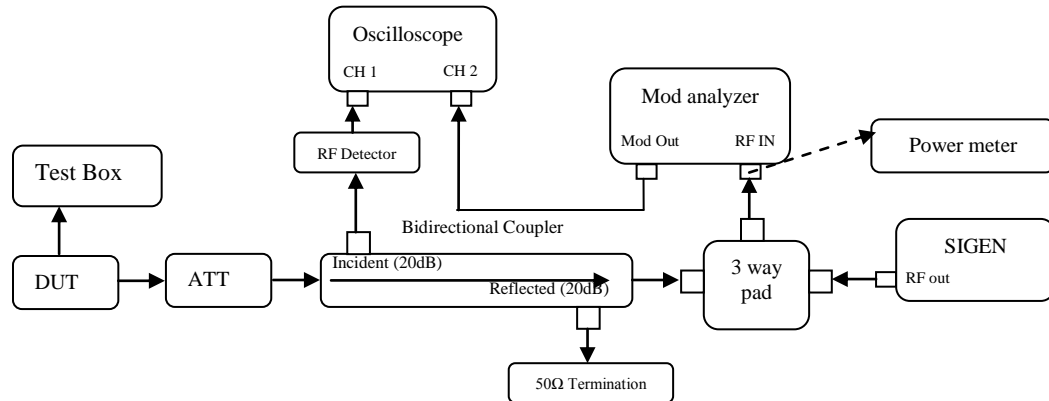 Oscilloscope
CH 1
CH 2
Mod analyzer
Mod Out
RF IN
Power meter
RF Detector
Test Box
Bidirectional Coupler
DUT
ATT
Incident (20dB)
Reflected (20dB)
3 way
pad
SIGEN
RF out
50Ω Termination